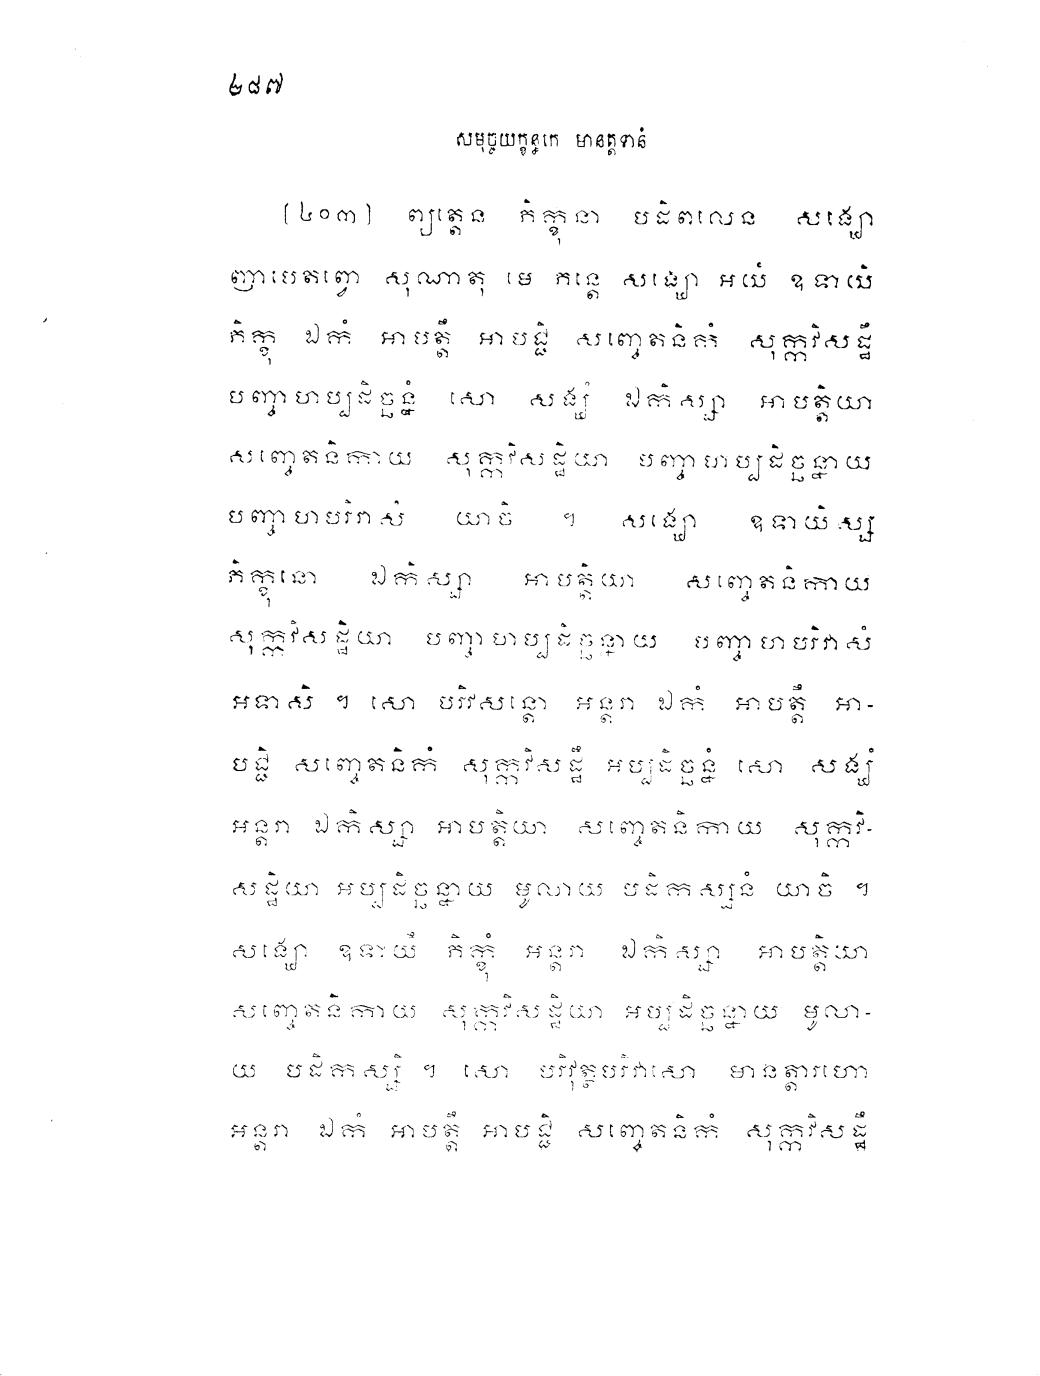 ២៨៧
សមុច្ចយក្ខន្ធកេ មានត្តទានំ
(៤០៣) ព្យត្តេន ភិក្ខុនា បដិពលេន សង្ឃោ
ញាបេតព្វោ សុណាតុ មេ ភន្តេ សង្ឃោ អយំ ឧទាយិ
ភិក្ខុ ឯកំ អាបត្តឹ អាបជ្ជិ សញ្ចេតនិកំ សុក្កវិសដ្ឋឹ
បញ្ចាហប្បដិច្ឆន្នំ សោ សង្ឃំ ឯកិស្សា អាបត្តិយា
សញ្ចេតនិកាយ សុក្កវិសដ្ឋិយា បញ្ចាហប្បដិច្ឆន្នាយ
បញ្ចាហបរិវាសំ យាចិ ។ សង្ឃោ ឧទាយិស្ស
ភិក្ខុនោ ឯកិស្សា អាបត្តិយា សញ្ចេតនិកាយ
សុក្កវិសដ្ឋិយា បញ្ចាហប្បដិច្ឆន្នាយ បញ្ចាហបរិវាសំ
អទាសិ ។ សោ បរិវសន្តោ អន្តរា ឯកំ អាបត្តឹ អា-
បជ្ជិ សញ្ចេតនិកំ សុក្កវិសដ្ឋឹ អប្បដិច្ឆន្នំ សោ សង្ឃំ
អន្តរា ឯកិស្សា អាបត្តិយា សញ្ចេតនិកាយ សុក្កវិ-
សដ្ឋិយា អប្បដិច្ឆន្នាយ មូលាយ បដិកស្សនំ យាចិ ។
សង្ឃោ ឧទាយឹ ភិក្ខុំ អន្តរា ឯកិស្សា អាបត្តិយា
សញ្ចេតនិកាយ សុក្កវិសដ្ឋិយា អប្បដិច្ឆន្នាយ មូលា-
យ បដិកស្សិ ។ សោ បរិវុត្ថបរិវាសោ មានត្តារហោ
អន្តរា ឯកំ អាបត្តឹ អាបជ្ជិ សញ្ចេតនិកំ សុក្កវិសដ្ឋឹ